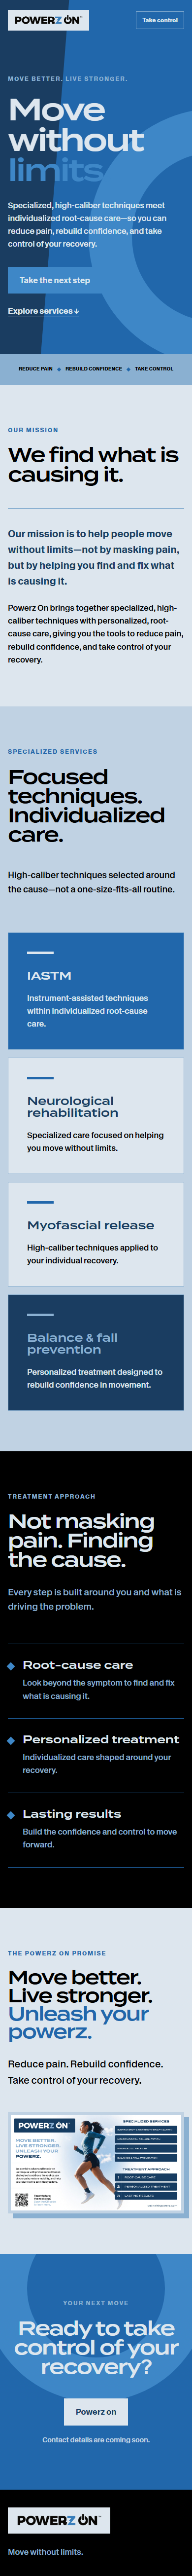 POWERZ ON™
Take control
MOVE BETTER. LIVE STRONGER.
Move
without
limits.
Specialized, high-caliber techniques meet
individualized root-cause care—so you can
reduce pain, rebuild confidence, and take
control of your recovery.
Take the next step
Explore services ↓
REDUCE PAIN ◆ REBUILD CONFIDENCE ◆ TAKE CONTROL
OUR MISSION
We find what is
causing it.
Our mission is to help people move
without limits—not by masking pain,
but by helping you find and fix what
is causing it.
Powerz On brings together specialized, high-
caliber techniques with personalized, root-
cause care, giving you the tools to reduce pain,
rebuild confidence, and take control of your
recovery.
SPECIALIZED SERVICES
Focused
techniques.
Individualized
care.
High-caliber techniques selected around
the cause—not a one-size-fits-all routine.
IASTM
Instrument-assisted techniques
within individualized root-cause
care.
Neurological
rehabilitation
Specialized care focused on helping
you move without limits.
Myofascial release
High-caliber techniques applied to
your individual recovery.
Balance & fall
prevention
Personalized treatment designed to
rebuild confidence in movement.
TREATMENT APPROACH
Not masking
pain. Finding
the cause.
Every step is built around you and what is
driving the problem.
Root-cause care
Look beyond the symptom to find and fix
what is causing it.
Personalized treatment
Individualized care shaped around your
recovery.
Lasting results
Build the confidence and control to move
forward.
THE POWERZ ON PROMISE
Move better.
Live stronger.
Unleash your
powerz.
Reduce pain. Rebuild confidence.
Take control of your recovery.
POWERZ ON
MOVE BETTER.
LIVE STRONGER.
UNLEASH YOUR
POWERZ.
SPECIALIZED SERVICES
TREATMENT APPROACH
ROOT-CAUSE CARE
PERSONALIZED TREATMENT
LASTING RESULTS
YOUR NEXT MOVE
Ready to take
control of your
recovery?
Powerz on
Contact details are coming soon.
POWERZ ON™
Move without limits.